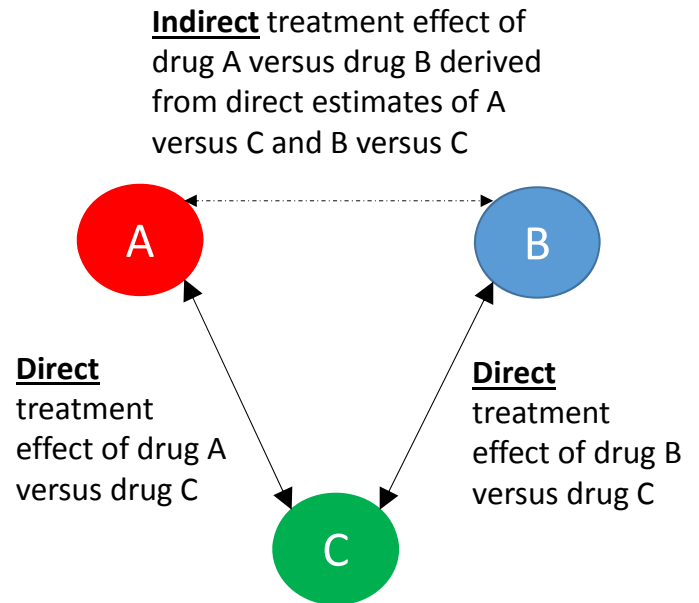 Indirect treatment effect of
drug A versus drug B derived
from direct estimates of A
versus C and B versus C
A
B
Direct
treatment
effect of drug A
versus drug C
Direct
treatment
effect of drug B
versus drug C
C